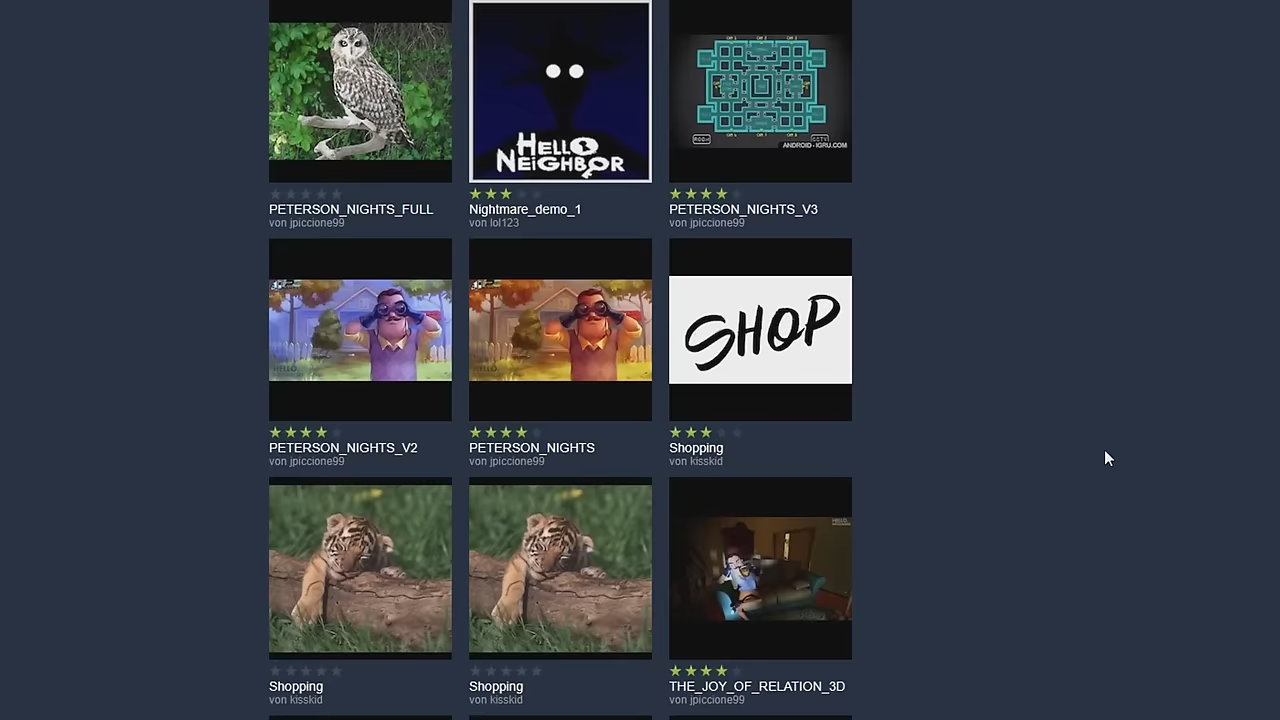 HELLO
NEIGHBOR
ANDROID-IGRU.COM
PETERSON_NIGHTS_FULL
von jpiccione99
Nightmare_demo_1
von lol123
PETERSON_NIGHTS_V3
von jpiccione99
HELLO
SHOP
PETERSON_NIGHTS_V2
von jpiccione99
PETERSON_NIGHTS
von jpiccione99
Shopping
von kisskid
Shopping
von kisskid
Shopping
von kisskid
THE_JOY_OF_RELATION_3D
von jpiccione99